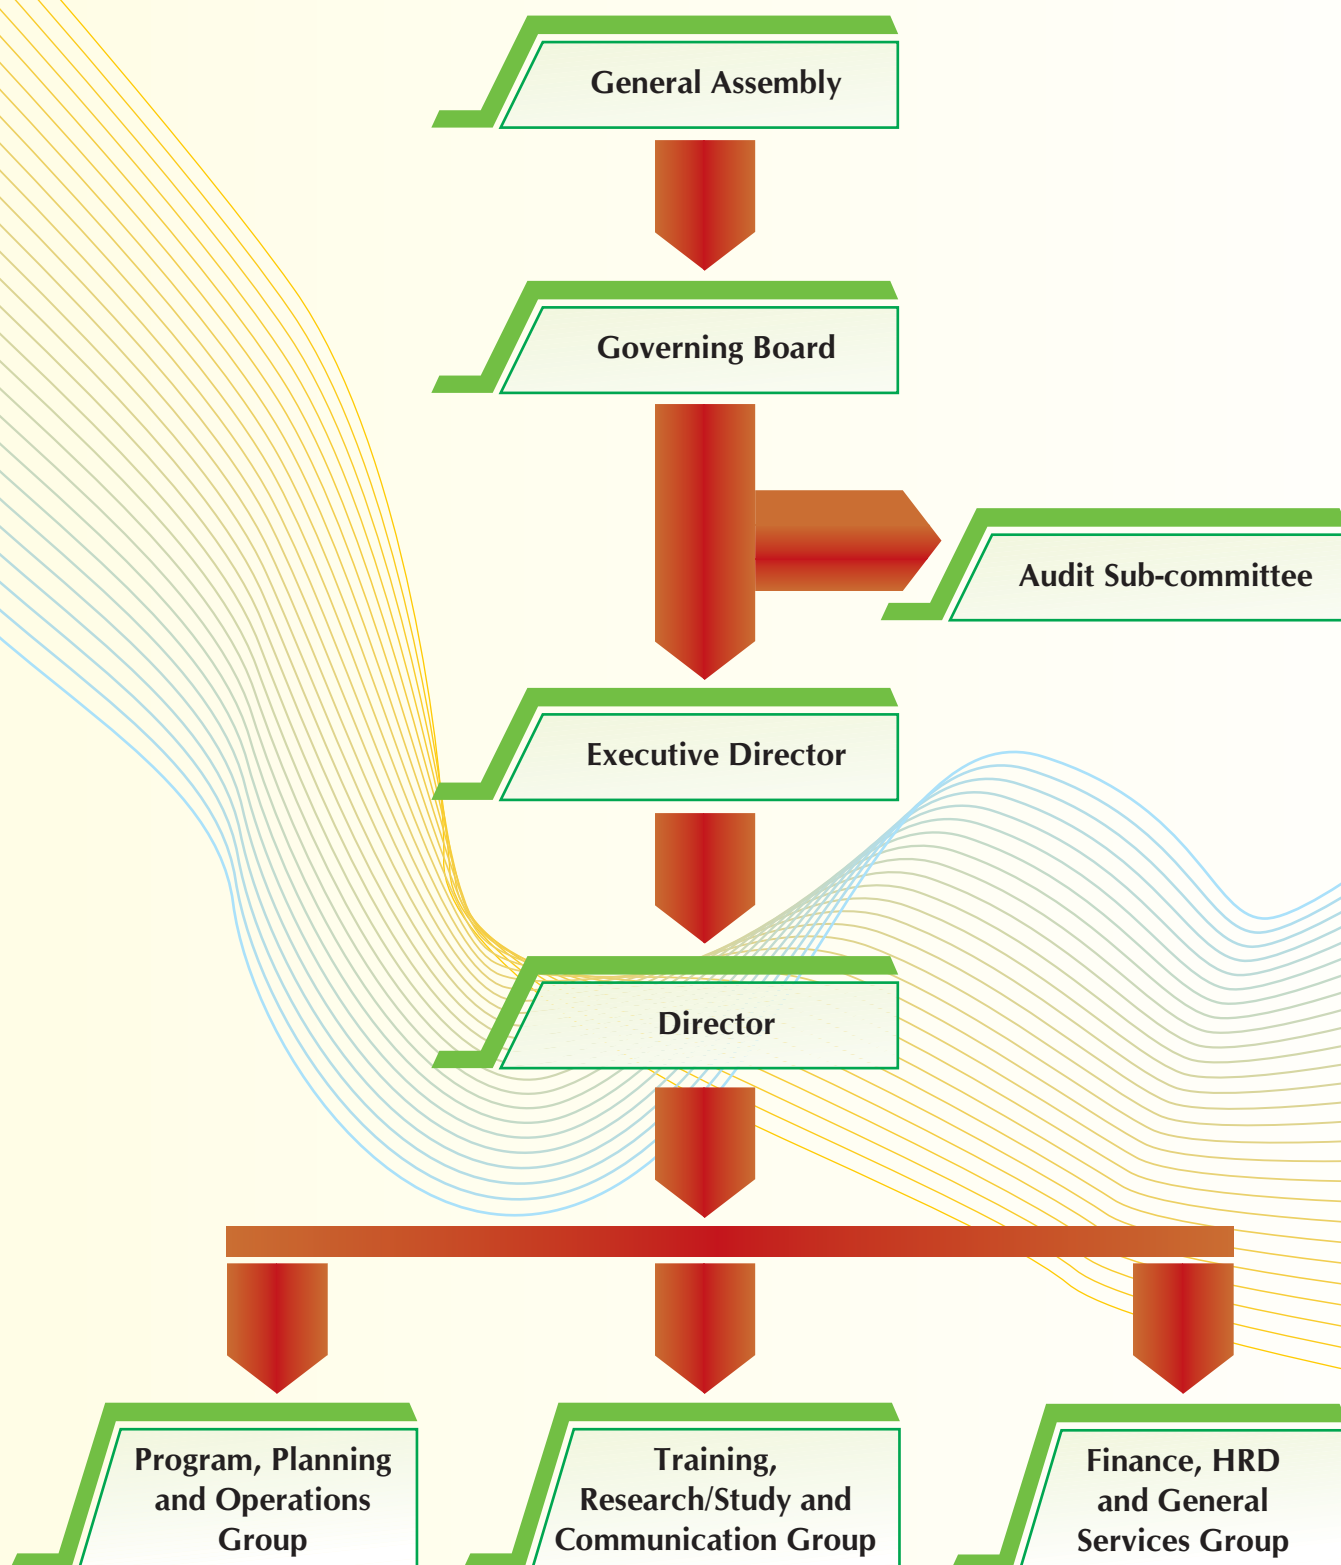 General Assembly
Governing Board
Audit Sub-committee
Executive Director
Director
Program, Planning
and Operations
Group
Training,
Research/Study and
Communication Group
Finance, HRD
and General
Services Group